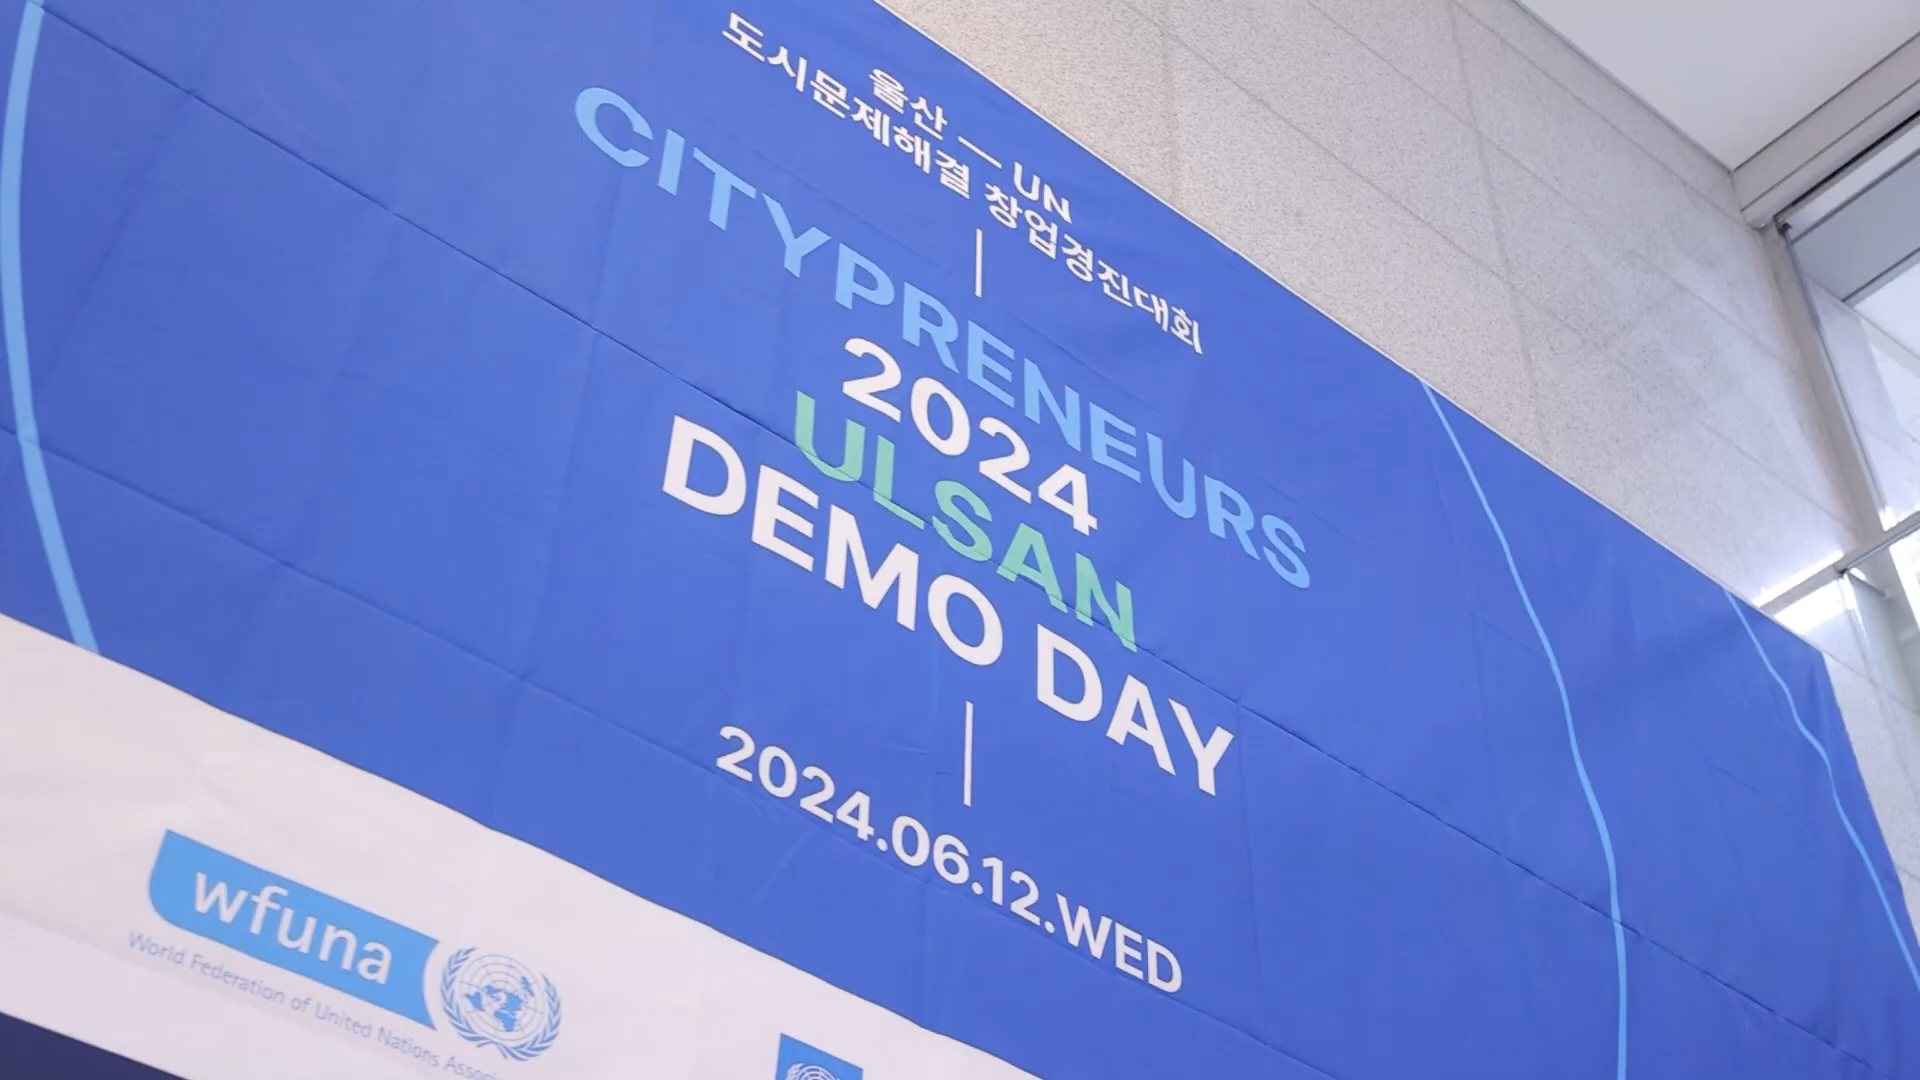 울산 — UN
도시문제해결 창업경진대회
CITYPRENEURS
2024
ULSAN
DEMO DAY
2024.06.12.WED
wfuna
World Federation of United Nations